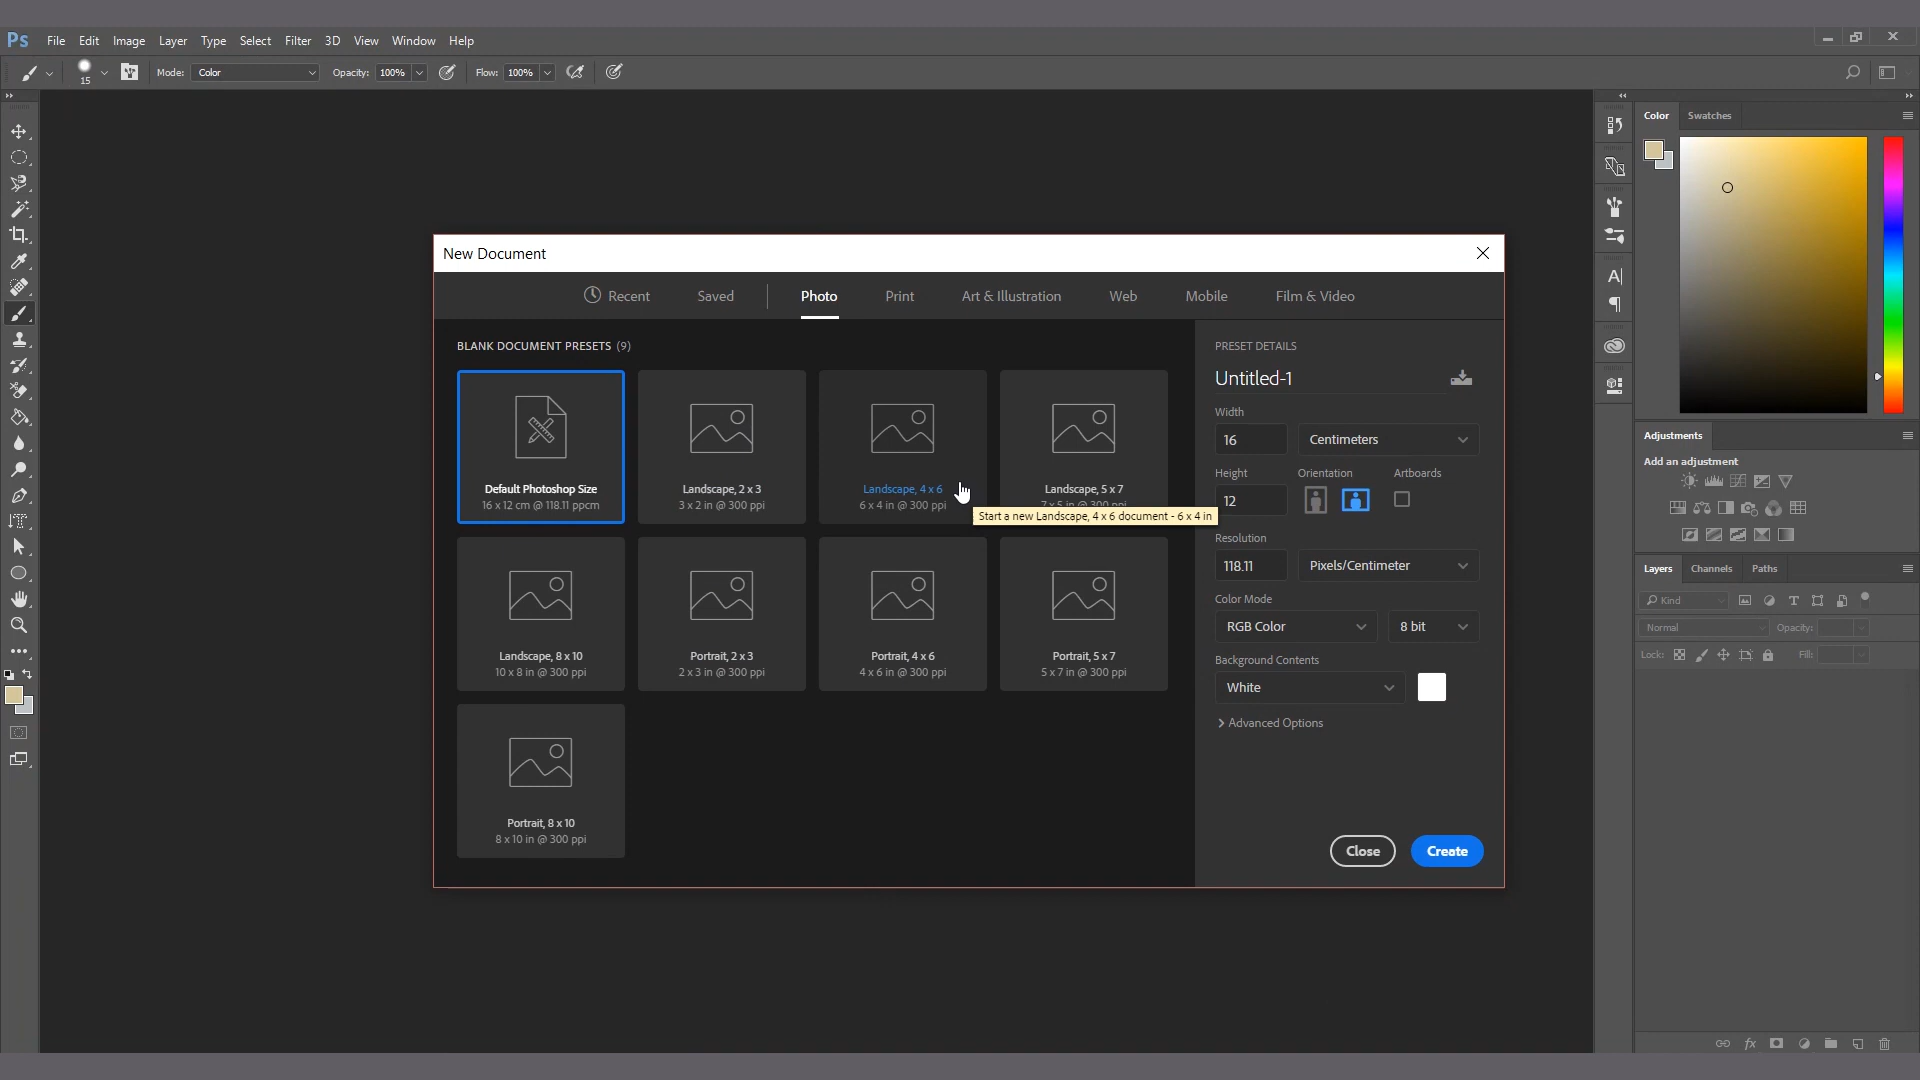 Ps File Edit Image Layer Type Select Filter 3D View Window Help
15 Mode: Color Opacity: 100% Flow: 100%
Color Swatches
New Document
Recent Saved Photo Print Art & Illustration Web Mobile Film & Video
BLANK DOCUMENT PRESETS (9)
Default Photoshop Size
16 x 12 cm @ 118.11 ppcm
Landscape, 2 x 3
3 x 2 in @ 300 ppi
Landscape, 4 x 6
6 x 4 in @ 300 ppi
Landscape, 5 x 7
7 x 5 in @ 300 ppi
Start a new Landscape, 4 x 6 document - 6 x 4 in
Landscape, 8 x 10
10 x 8 in @ 300 ppi
Portrait, 2 x 3
2 x 3 in @ 300 ppi
Portrait, 4 x 6
4 x 6 in @ 300 ppi
Portrait, 5 x 7
5 x 7 in @ 300 ppi
Portrait, 8 x 10
8 x 10 in @ 300 ppi
PRESET DETAILS
Untitled-1
Width
16 Centimeters
Height Orientation Artboards
12
Resolution
118.11 Pixels/Centimeter
Color Mode
RGB Color 8 bit
Background Contents
White
Advanced Options
Close Create
Adjustments
Add an adjustment
Layers Channels Paths
Kind
Normal Opacity:
Lock: Fill: